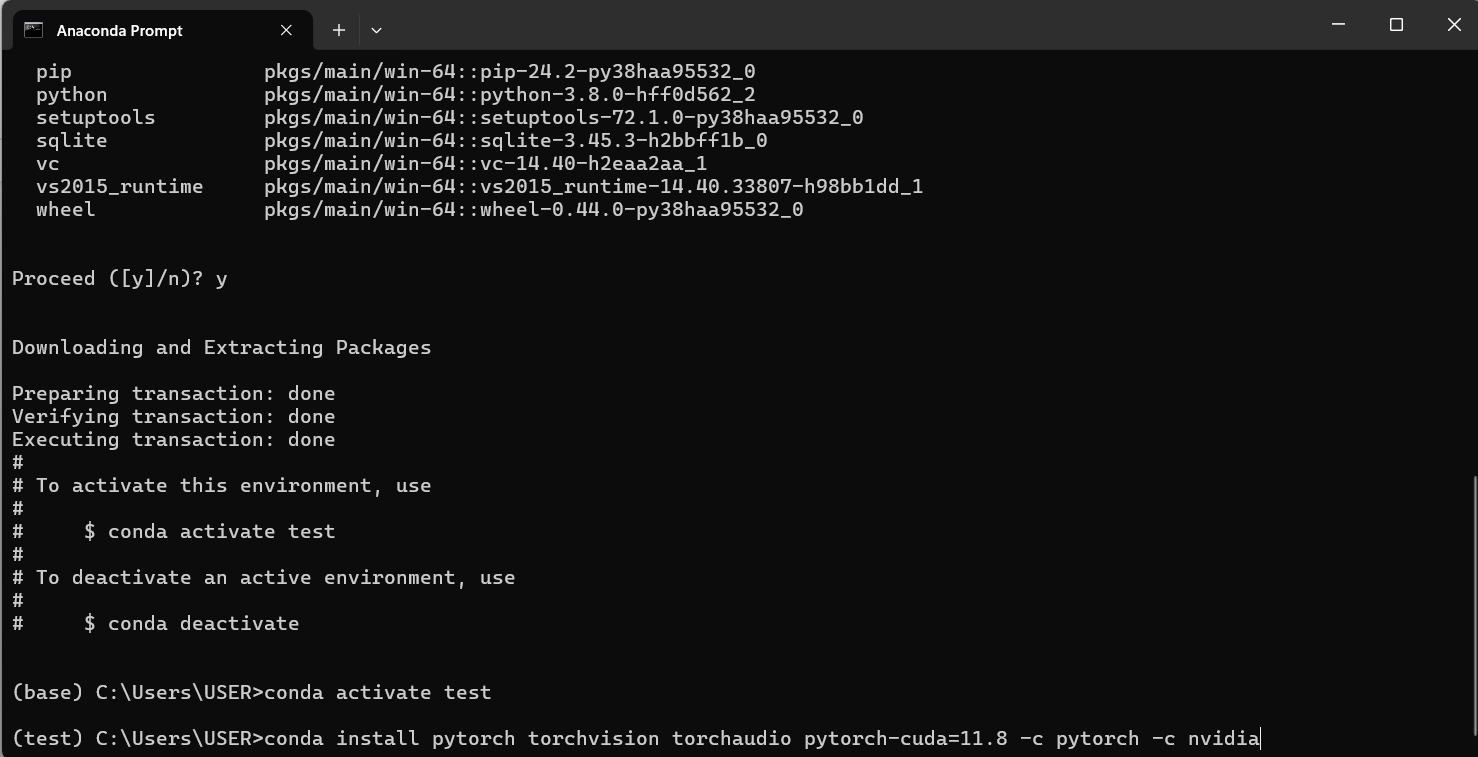 Anaconda Prompt
pip pkgs/main/win-64::pip-24.2-py38haa95532_0
python pkgs/main/win-64::python-3.8.0-hff0d562_2
setuptools pkgs/main/win-64::setuptools-72.1.0-py38haa95532_0
sqlite pkgs/main/win-64::sqlite-3.45.3-h2bbff1b_0
vc pkgs/main/win-64::vc-14.40-h2eaa2aa_1
vs2015_runtime pkgs/main/win-64::vs2015_runtime-14.40.33807-h98bb1dd_1
wheel pkgs/main/win-64::wheel-0.44.0-py38haa95532_0
Proceed ([y]/n)? y
Downloading and Extracting Packages
Preparing transaction: done
Verifying transaction: done
Executing transaction: done
#
# To activate this environment, use
#
#     $ conda activate test
#
# To deactivate an active environment, use
#
#     $ conda deactivate
(base) C:\Users\USER>conda activate test
(test) C:\Users\USER>conda install pytorch torchvision torchaudio pytorch-cuda=11.8 -c pytorch -c nvidia